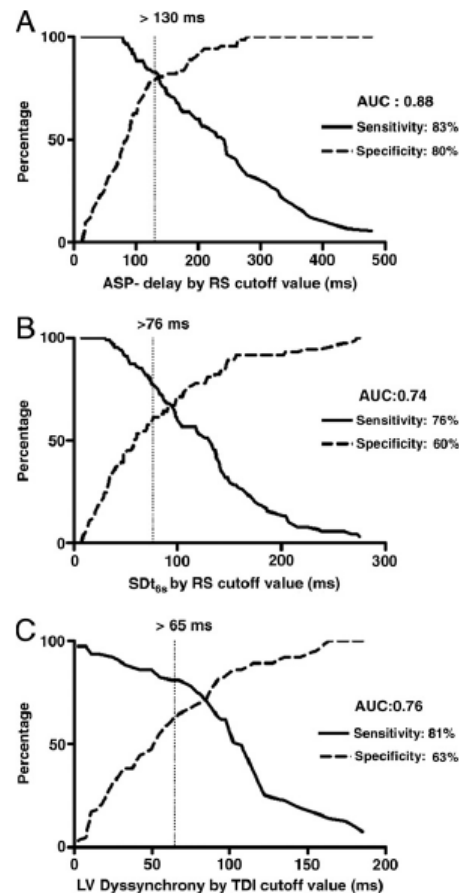 A
> 130 ms
100
50
0
Percentage
AUC : 0.88
Sensitivity: 83%
Specificity: 80%
0 100 200 300 400 500
ASP- delay by RS cutoff value (ms)
B
>76 ms
100
50
0
Percentage
AUC:0.74
Sensitivity: 76%
Specificity: 60%
0 100 200 300
SDt6s by RS cutoff value (ms)
C
> 65 ms
100
50
0
Percentage
AUC:0.76
Sensitivity: 81%
Specificity: 63%
0 50 100 150 200
LV Dyssynchrony by TDI cutoff value (ms)